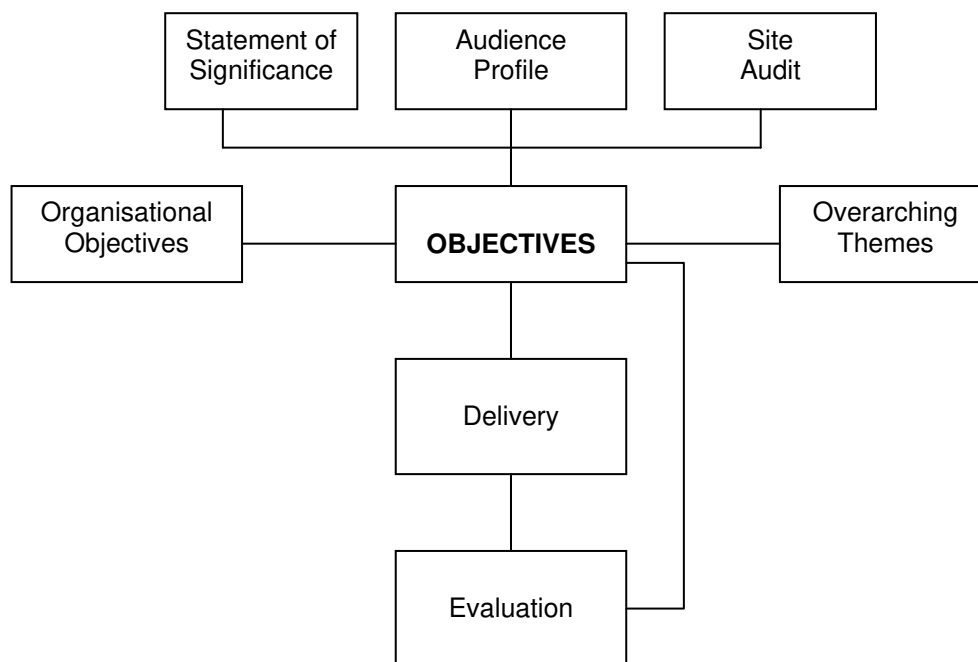 Statement of
Significance
Audience
Profile
Site
Audit
Organisational
Objectives
OBJECTIVES
Overarching
Themes
Delivery
Evaluation